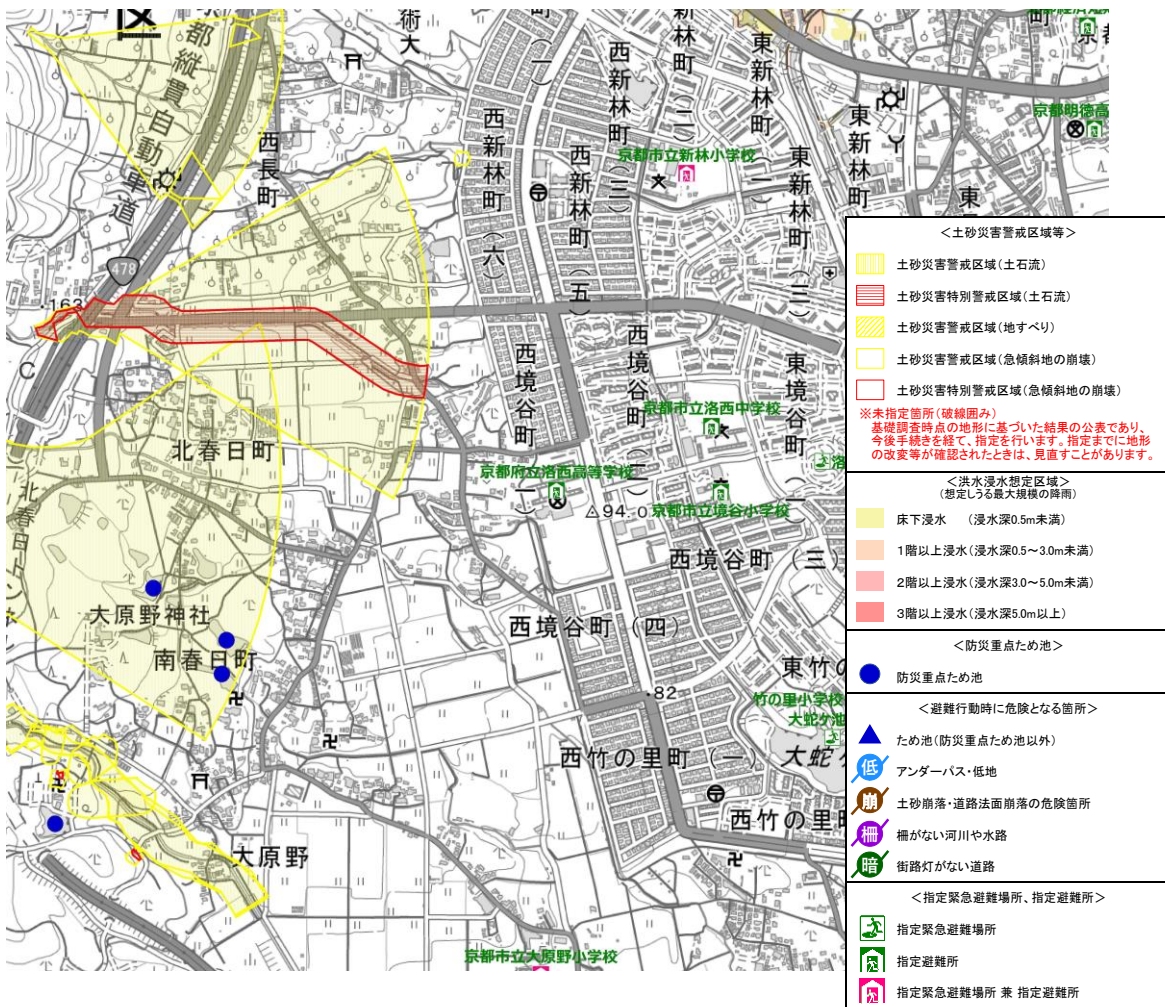 術大
都縦貫自動車道
西長町
478
・163
西新林町(六)
西新林町(五)
西新林町(三)
西新林町(二)
東新林町(一)
東新林町(三)
東新林町
京都市立新林小学校
京都明徳高
西境谷町(一)
西境谷町(二)
東境谷町(一)
京都市立洛西中学校
京都府立洛西高等学校
京都市立境谷小学校
△94.0
北春日町
西境谷町(三)
西境谷町(四)
大原野神社
南春日町
・82
東竹の
竹の里小学校
大蛇ケ池
大蛇ケ
西竹の里町(一)
西竹の里町
大原野
京都市立大原野小学校
<土砂災害警戒区域等>
土砂災害警戒区域(土石流)
土砂災害特別警戒区域(土石流)
土砂災害警戒区域(地すべり)
土砂災害警戒区域(急傾斜地の崩壊)
土砂災害特別警戒区域(急傾斜地の崩壊)
※未指定箇所(破線囲み)
基礎調査時点の地形に基づいた結果の公表であり、
今後手続きを経て、指定を行います。指定までに地形
の改変等が確認されたときは、見直すことがあります。
<洪水浸水想定区域>
(想定しうる最大規模の降雨)
床下浸水 (浸水深0.5m未満)
1階以上浸水(浸水深0.5~3.0m未満)
2階以上浸水(浸水深3.0~5.0m未満)
3階以上浸水(浸水深5.0m以上)
<防災重点ため池>
防災重点ため池
<避難行動時に危険となる箇所>
ため池(防災重点ため池以外)
低 アンダーパス・低地
崩 土砂崩落・道路法面崩落の危険箇所
柵 柵がない河川や水路
暗 街路灯がない道路
<指定緊急避難場所、指定避難所>
指定緊急避難場所
指定避難所
指定緊急避難場所 兼 指定避難所